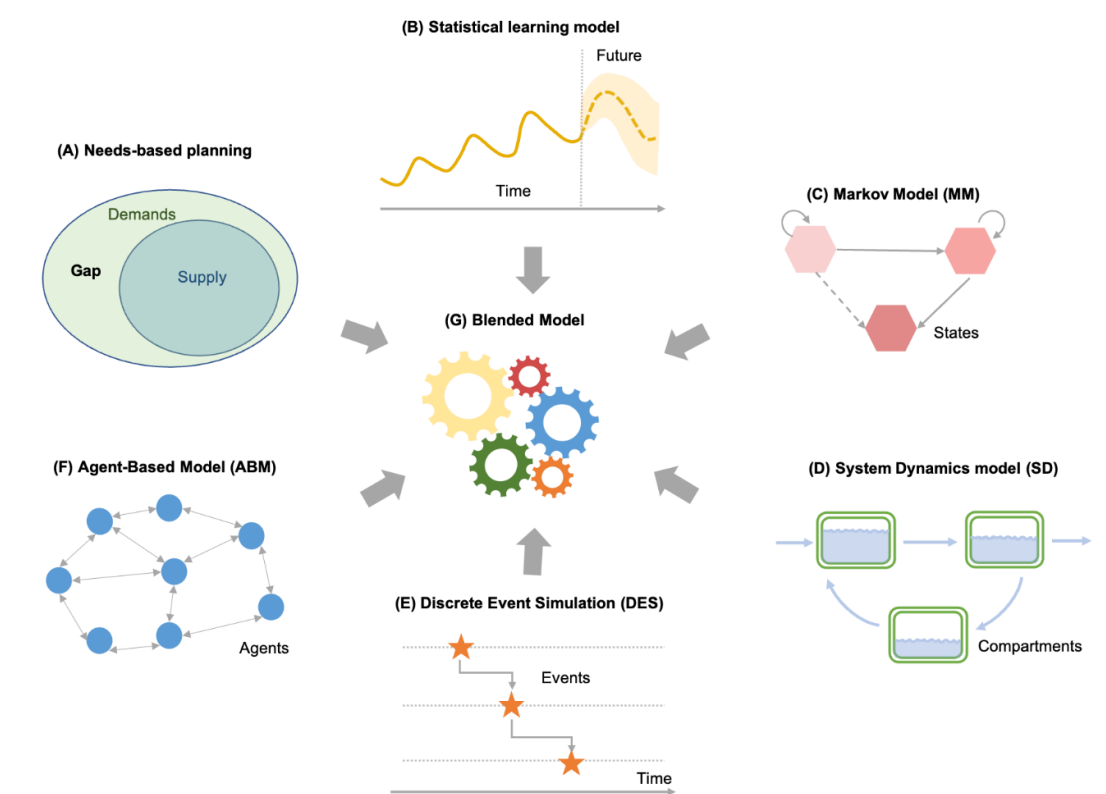 (B) Statistical learning model
Future
Time
(A) Needs-based planning
Demands
Gap
Supply
(C) Markov Model (MM)
States
(G) Blended Model
(F) Agent-Based Model (ABM)
Agents
(D) System Dynamics model (SD)
Compartments
(E) Discrete Event Simulation (DES)
Events
Time